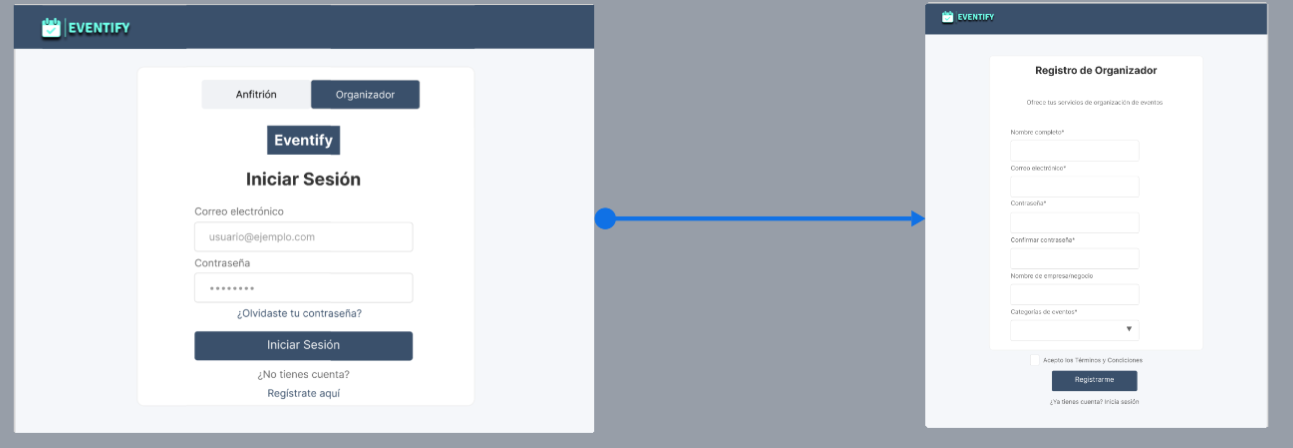 EVENTIFY
Anfitrión
Organizador
Eventify
Iniciar Sesión
Correo electrónico
usuario@ejemplo.com
Contraseña
••••••••
¿Olvidaste tu contraseña?
Iniciar Sesión
¿No tienes cuenta?
Regístrate aquí
EVENTIFY
Registro de Organizador
Ofrece tus servicios de organización de eventos
Nombre completo*
Correo electrónico*
Contraseña*
Confirmar contraseña*
Nombre de empresa/negocio
Categorías de eventos*
Acepto los Términos y Condiciones
Registrarme
¿Ya tienes cuenta? Inicia sesión